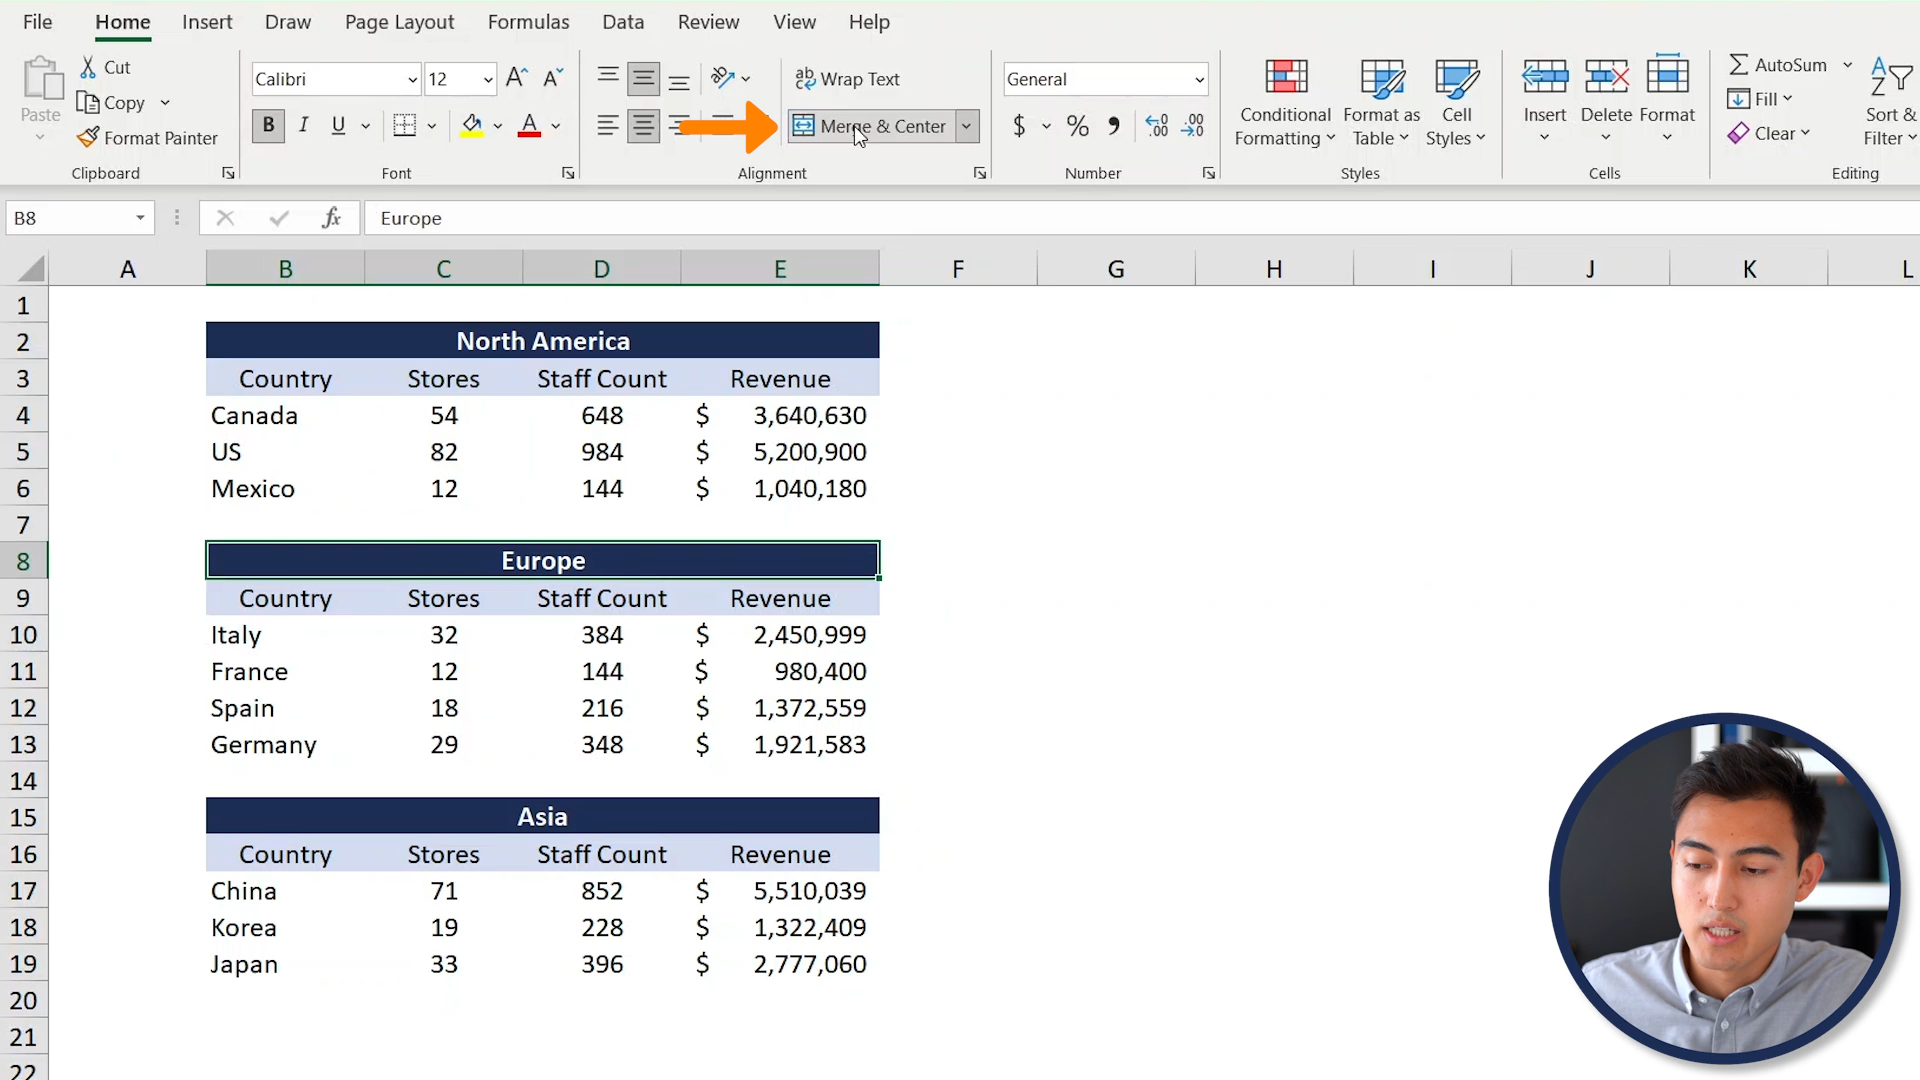 File Home Insert Draw Page Layout Formulas Data Review View Help
Paste
Cut
Copy
Format Painter
Clipboard
Calibri 12
B I U
Font
Wrap Text
Merge & Center
Alignment
General
$ % ,
Number
Conditional Formatting
Format as Table
Cell Styles
Styles
Insert Delete Format
Cells
AutoSum
Fill
Clear
Sort & Filter
Editing
B8 fx Europe
A B C D E F G H I J K L
1
2 North America
3 Country Stores Staff Count Revenue
4 Canada 54 648 $ 3,640,630
5 US 82 984 $ 5,200,900
6 Mexico 12 144 $ 1,040,180
7
8 Europe
9 Country Stores Staff Count Revenue
10 Italy 32 384 $ 2,450,999
11 France 12 144 $ 980,400
12 Spain 18 216 $ 1,372,559
13 Germany 29 348 $ 1,921,583
14
15 Asia
16 Country Stores Staff Count Revenue
17 China 71 852 $ 5,510,039
18 Korea 19 228 $ 1,322,409
19 Japan 33 396 $ 2,777,060
20
21
22